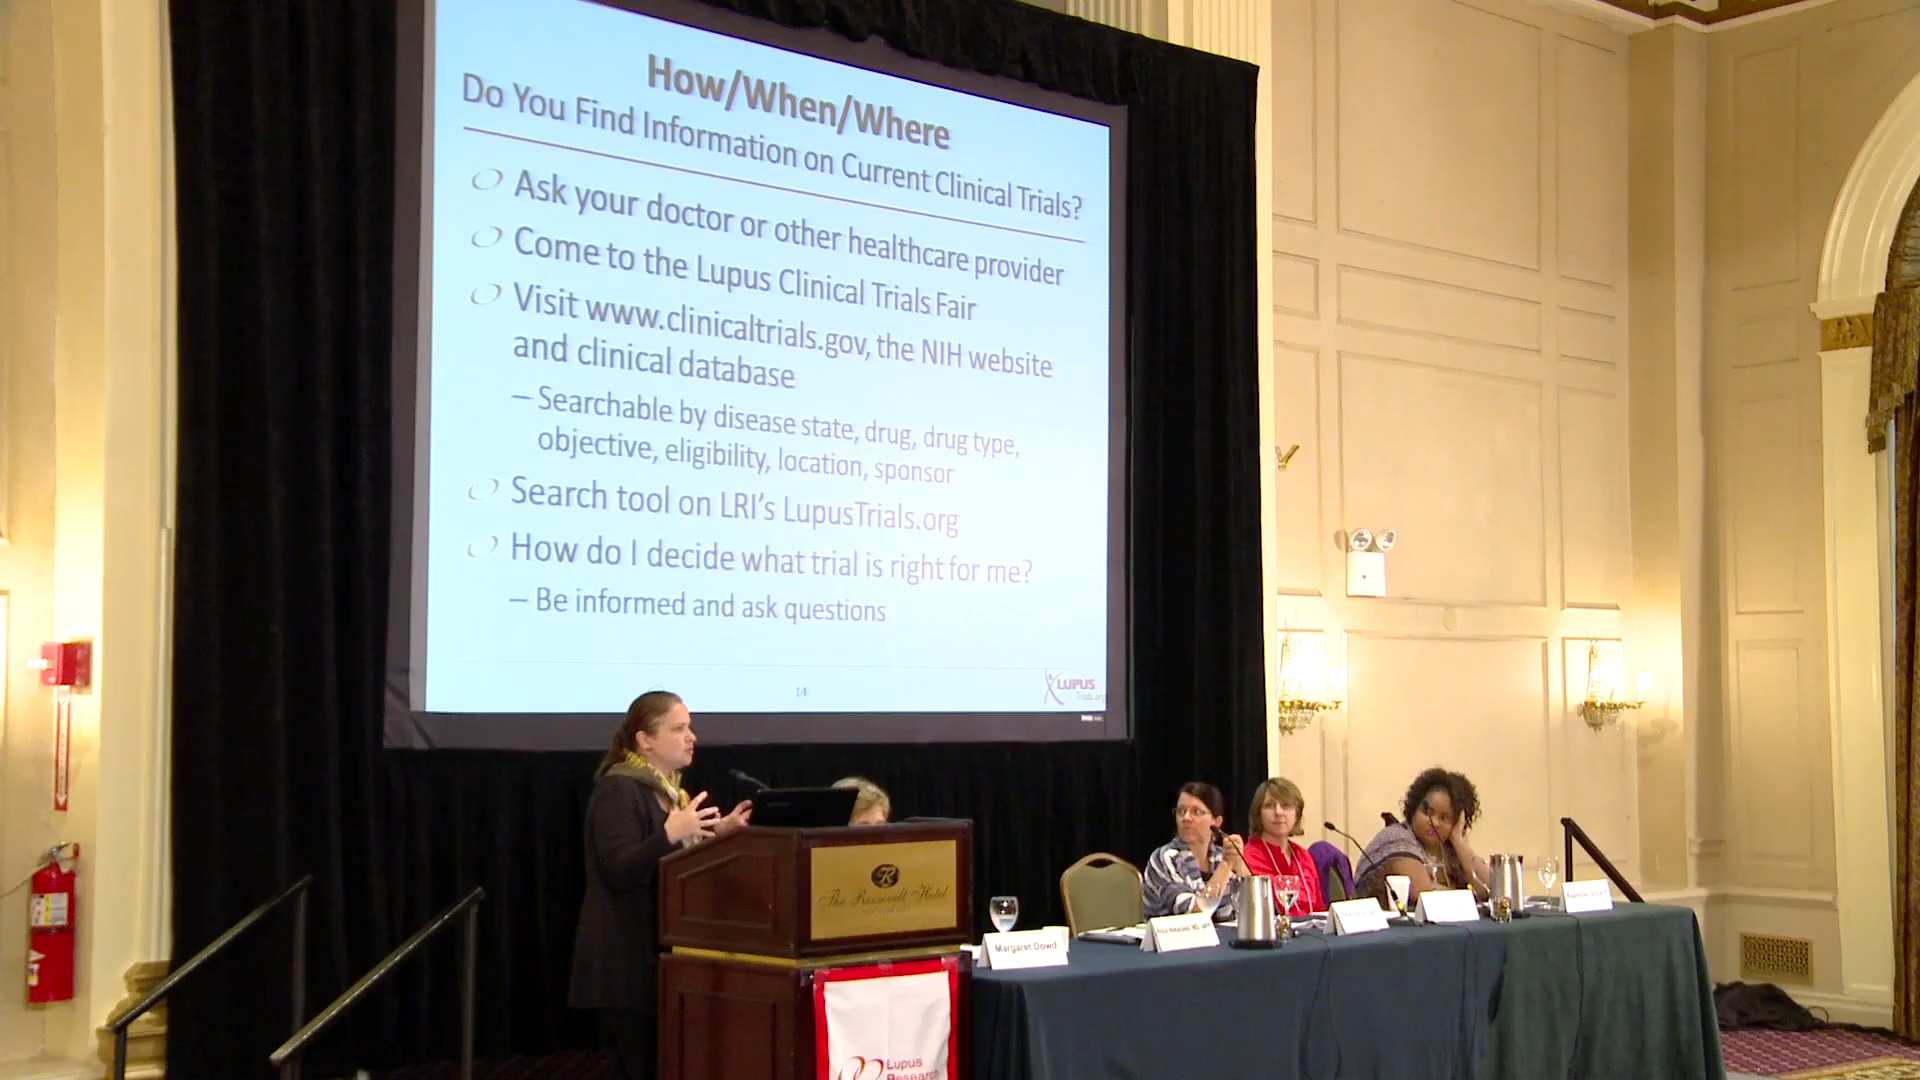 How/When/Where
Do You Find Information on Current Clinical Trials?
Ask your doctor or other healthcare provider
Come to the Lupus Clinical Trials Fair
Visit www.clinicaltrials.gov, the NIH website
and clinical database
– Searchable by disease state, drug, drug type,
objective, eligibility, location, sponsor
Search tool on LRI's LupusTrials.org
How do I decide what trial is right for me?
– Be informed and ask questions
14
LUPUS
Trials.org
The Roosevelt Hotel
Margaret Dowd
Lupus
Research